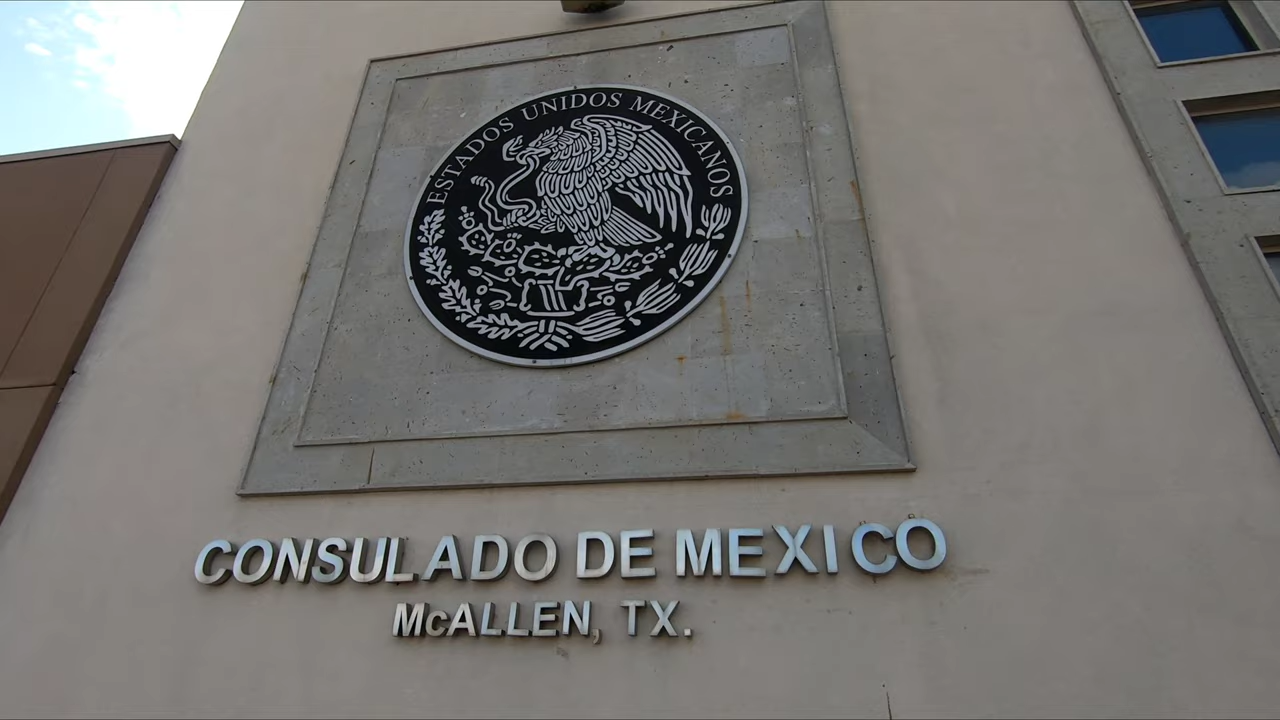 ESTADOS UNIDOS MEXICANOS
CONSULADO DE MEXICO
McALLEN, TX.